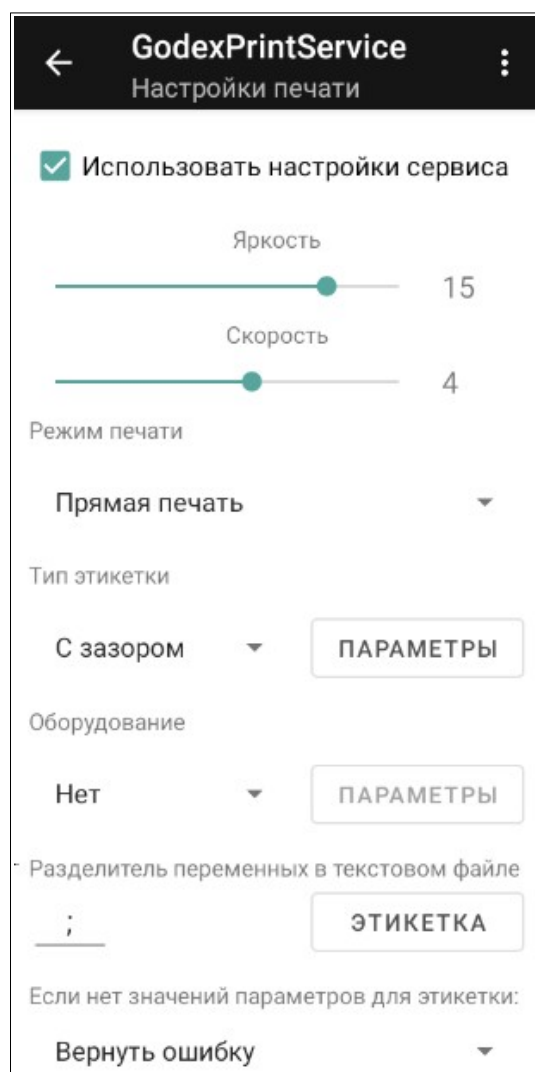 GodexPrintService
Настройки печати
Использовать настройки сервиса
Яркость
15
Скорость
4
Режим печати
Прямая печать
Тип этикетки
С зазором
ПАРАМЕТРЫ
Оборудование
Нет
ПАРАМЕТРЫ
Разделитель переменных в текстовом файле
;
ЭТИКЕТКА
Если нет значений параметров для этикетки:
Вернуть ошибку